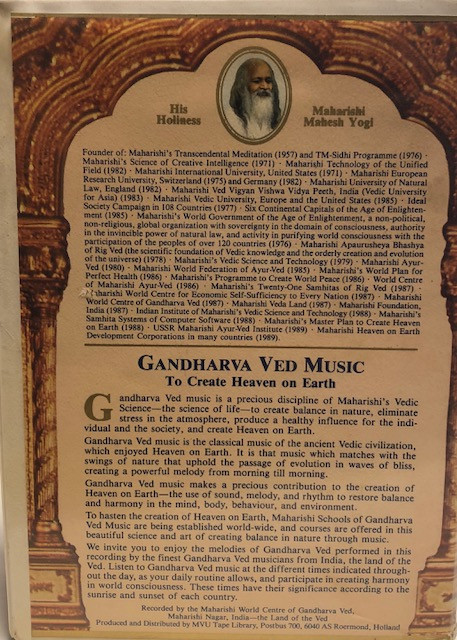 His
Holiness
Maharishi
Mahesh Yogi
Founder of: Maharishi's Transcendental Meditation (1957) and TM-Sidhi Programme (1976) ·
Maharishi's Science of Creative Intelligence (1971) · Maharishi Technology of the Unified
Field (1982) · Maharishi International University, United States (1971) · Maharishi European
Research University, Switzerland (1975) and Germany (1982) · Maharishi University of Natural
Law, England (1982) · Maharishi Ved Vigyan Vishwa Vidya Peeth, India (Vedic University
for Asia) (1983) · Maharishi Vedic University, Europe and the United States (1985) · Ideal
Society Campaign in 108 Countries (1977) · Six Continental Capitals of the Age of Enlighten-
ment (1985) · Maharishi's World Government of the Age of Enlightenment, a non-political,
non-religious, global organization with sovereignty in the domain of consciousness, authority
in the invincible power of natural law, and activity in purifying world consciousness with the
participation of the peoples of over 120 countries (1976) · Maharishi Apaurusheya Bhashya
of Rig Ved (the scientific foundation of Vedic knowledge and the orderly creation and evolution
of the universe) (1978) · Maharishi's Vedic Science and Technology (1979) · Maharishi Ayur-
Ved (1980) · Maharishi World Federation of Ayur-Ved (1985) · Maharishi's World Plan for
Perfect Health (1986) · Maharishi's Programme to Create World Peace (1986) · World Centre
of Maharishi Ayur-Ved (1986) · Maharishi's Twenty-One Samhitas of Rig Ved (1987) ·
harishi World Centre for Economic Self-Sufficiency to Every Nation (1987) · Maharishi
World Centre of Gandharva Ved (1987) · Maharishi Veda Land (1987) · Maharishi Foundation,
India (1987) · Indian Institute of Maharishi's Vedic Science and Technology (1988) · Maharishi's
Samhita Systems of Computer Software (1988) · Maharishi's Master Plan to Create Heaven
on Earth (1988) · USSR Maharishi Ayur-Ved Institute (1989) · Maharishi Heaven on Earth
Development Corporations in many countries (1989).
GANDHARVA VED MUSIC
To Create Heaven on Earth
Gandharva Ved music is a precious discipline of Maharishi's Vedic
Science—the science of life—to create balance in nature, eliminate
stress in the atmosphere, produce a healthy influence for the indi-
vidual and the society, and create Heaven on Earth.
Gandharva Ved music is the classical music of the ancient Vedic civilization,
which enjoyed Heaven on Earth. It is that music which matches with the
swings of nature that uphold the passage of evolution in waves of bliss,
creating a powerful melody from morning till morning.
Gandharva Ved music makes a precious contribution to the creation of
Heaven on Earth—the use of sound, melody, and rhythm to restore balance
and harmony in the mind, body, behaviour, and environment.
To hasten the creation of Heaven on Earth, Maharishi Schools of Gandharva
Ved Music are being established world-wide, and courses are offered in this
beautiful science and art of creating balance in nature through music.
We invite you to enjoy the melodies of Gandharva Ved performed in this
recording by the finest Gandharva Ved musicians from India, the land of the
Ved. Listen to Gandharva Ved music at the different times indicated through-
out the day, as your daily routine allows, and participate in creating harmony
in world consciousness. These times have their significance according to the
sunrise and sunset of each country.
Recorded by the Maharishi World Centre of Gandharva Ved,
Maharishi Nagar, India—the Land of the Ved
Produced and Distributed by MVU Tape Library, Postbus 700, 6040 AS Roermond, Holland